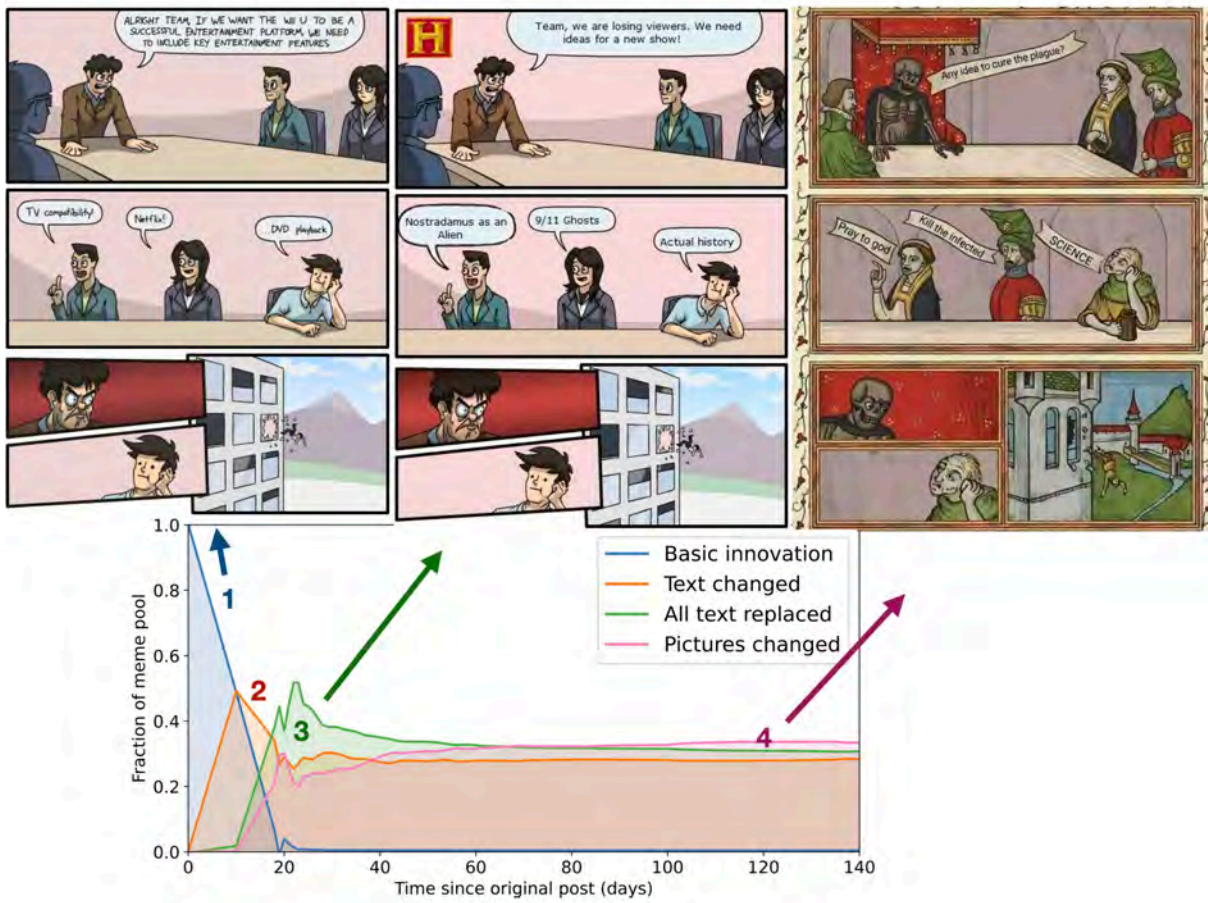 ALRIGHT TEAM, IF WE WANT THE WII U TO BE A
SUCCESSFUL ENTERTAINMENT PLATFORM, WE NEED
TO INCLUDE KEY ENTERTAINMENT FEATURES
H
Team, we are losing viewers. We need
ideas for a new show!
Any idea to cure the plague?
TV compatibility!
Netflix!
...DVD playback
Nostradamus as an
Alien
9/11 Ghosts
Actual history
Pray to god
Kill the infected
SCIENCE
Basic innovation
Text changed
All text replaced
Pictures changed
1
2
3
4
Fraction of meme pool
1.0
0.8
0.6
0.4
0.2
0.0
0
20
40
60
80
100
120
140
Time since original post (days)